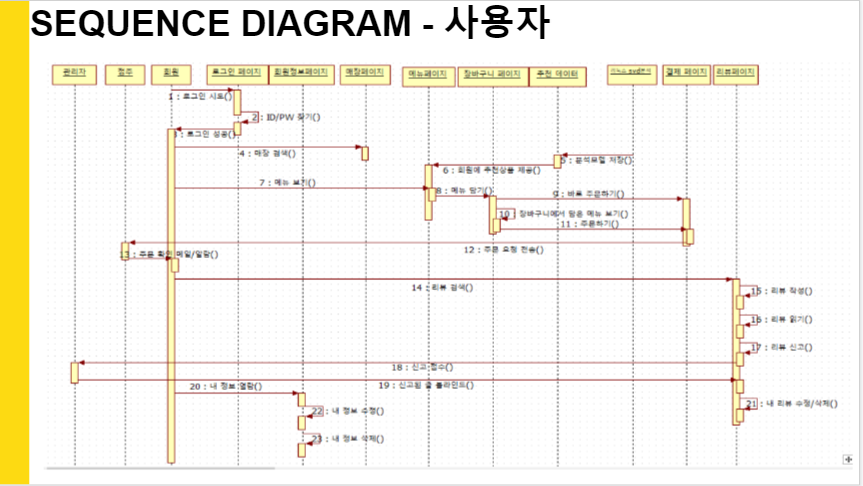 SEQUENCE DIAGRAM - 사용자
관리자
점주
회원
로그인 페이지
회원정보페이지
매장페이지
메뉴페이지
장바구니 페이지
추천 데이터
결제 페이지
리뷰페이지
1 : 로그인 시도()
2 : ID/PW 찾기()
3 : 로그인 성공()
4 : 매장 검색()
5 : 분석모델 저장()
6 : 회원에 추천상품 제공()
7 : 메뉴 보기()
8 : 메뉴 담기()
9 : 바로 주문하기()
10 : 장바구니에서 담은 메뉴 보기()
11 : 주문하기()
12 : 주문 요청 전송()
13 : 주문 확인 메일/알람()
14 : 리뷰 검색()
15 : 리뷰 작성()
16 : 리뷰 읽기()
17 : 리뷰 신고()
18 : 신고 접수()
19 : 신고된 글 블라인드()
20 : 내 정보 열람()
21 : 내 리뷰 수정/삭제()
22 : 내 정보 수정()
23 : 내 정보 삭제()